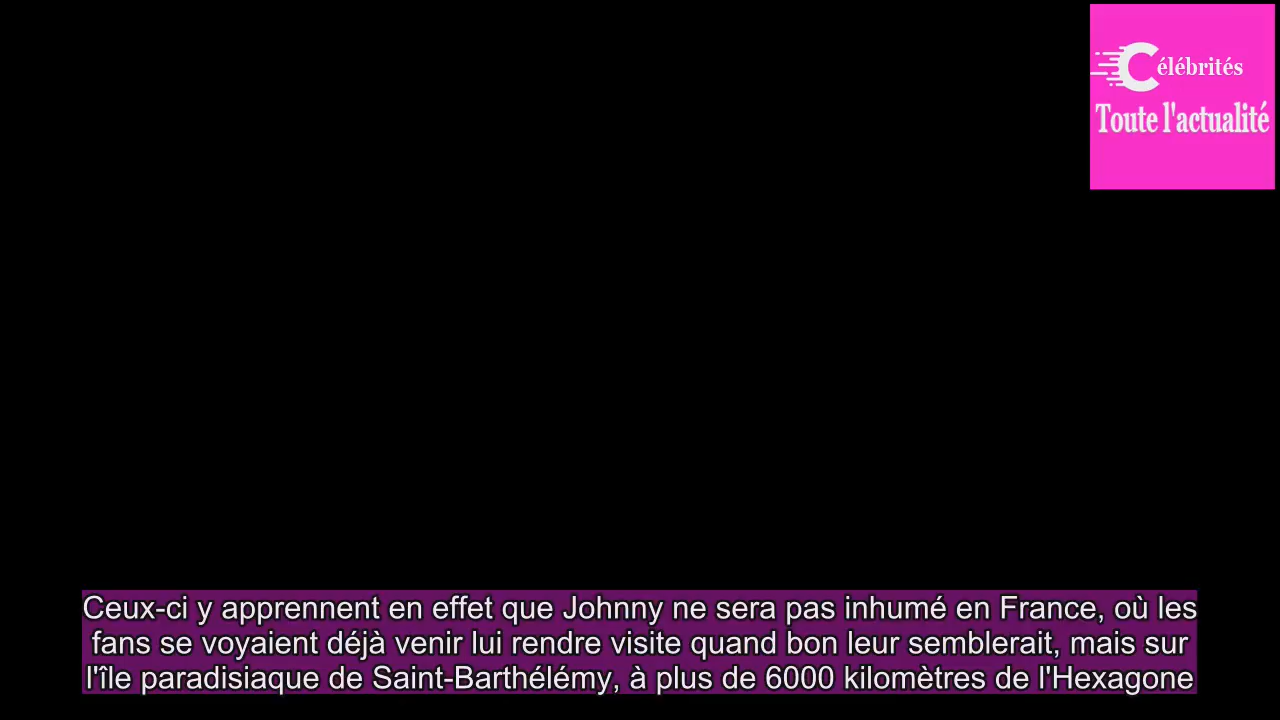 Célébrités
Toute l'actualité
Ceux-ci y apprennent en effet que Johnny ne sera pas inhumé en France, où les
fans se voyaient déjà venir lui rendre visite quand bon leur semblerait, mais sur
l'île paradisiaque de Saint-Barthélémy, à plus de 6000 kilomètres de l'Hexagone